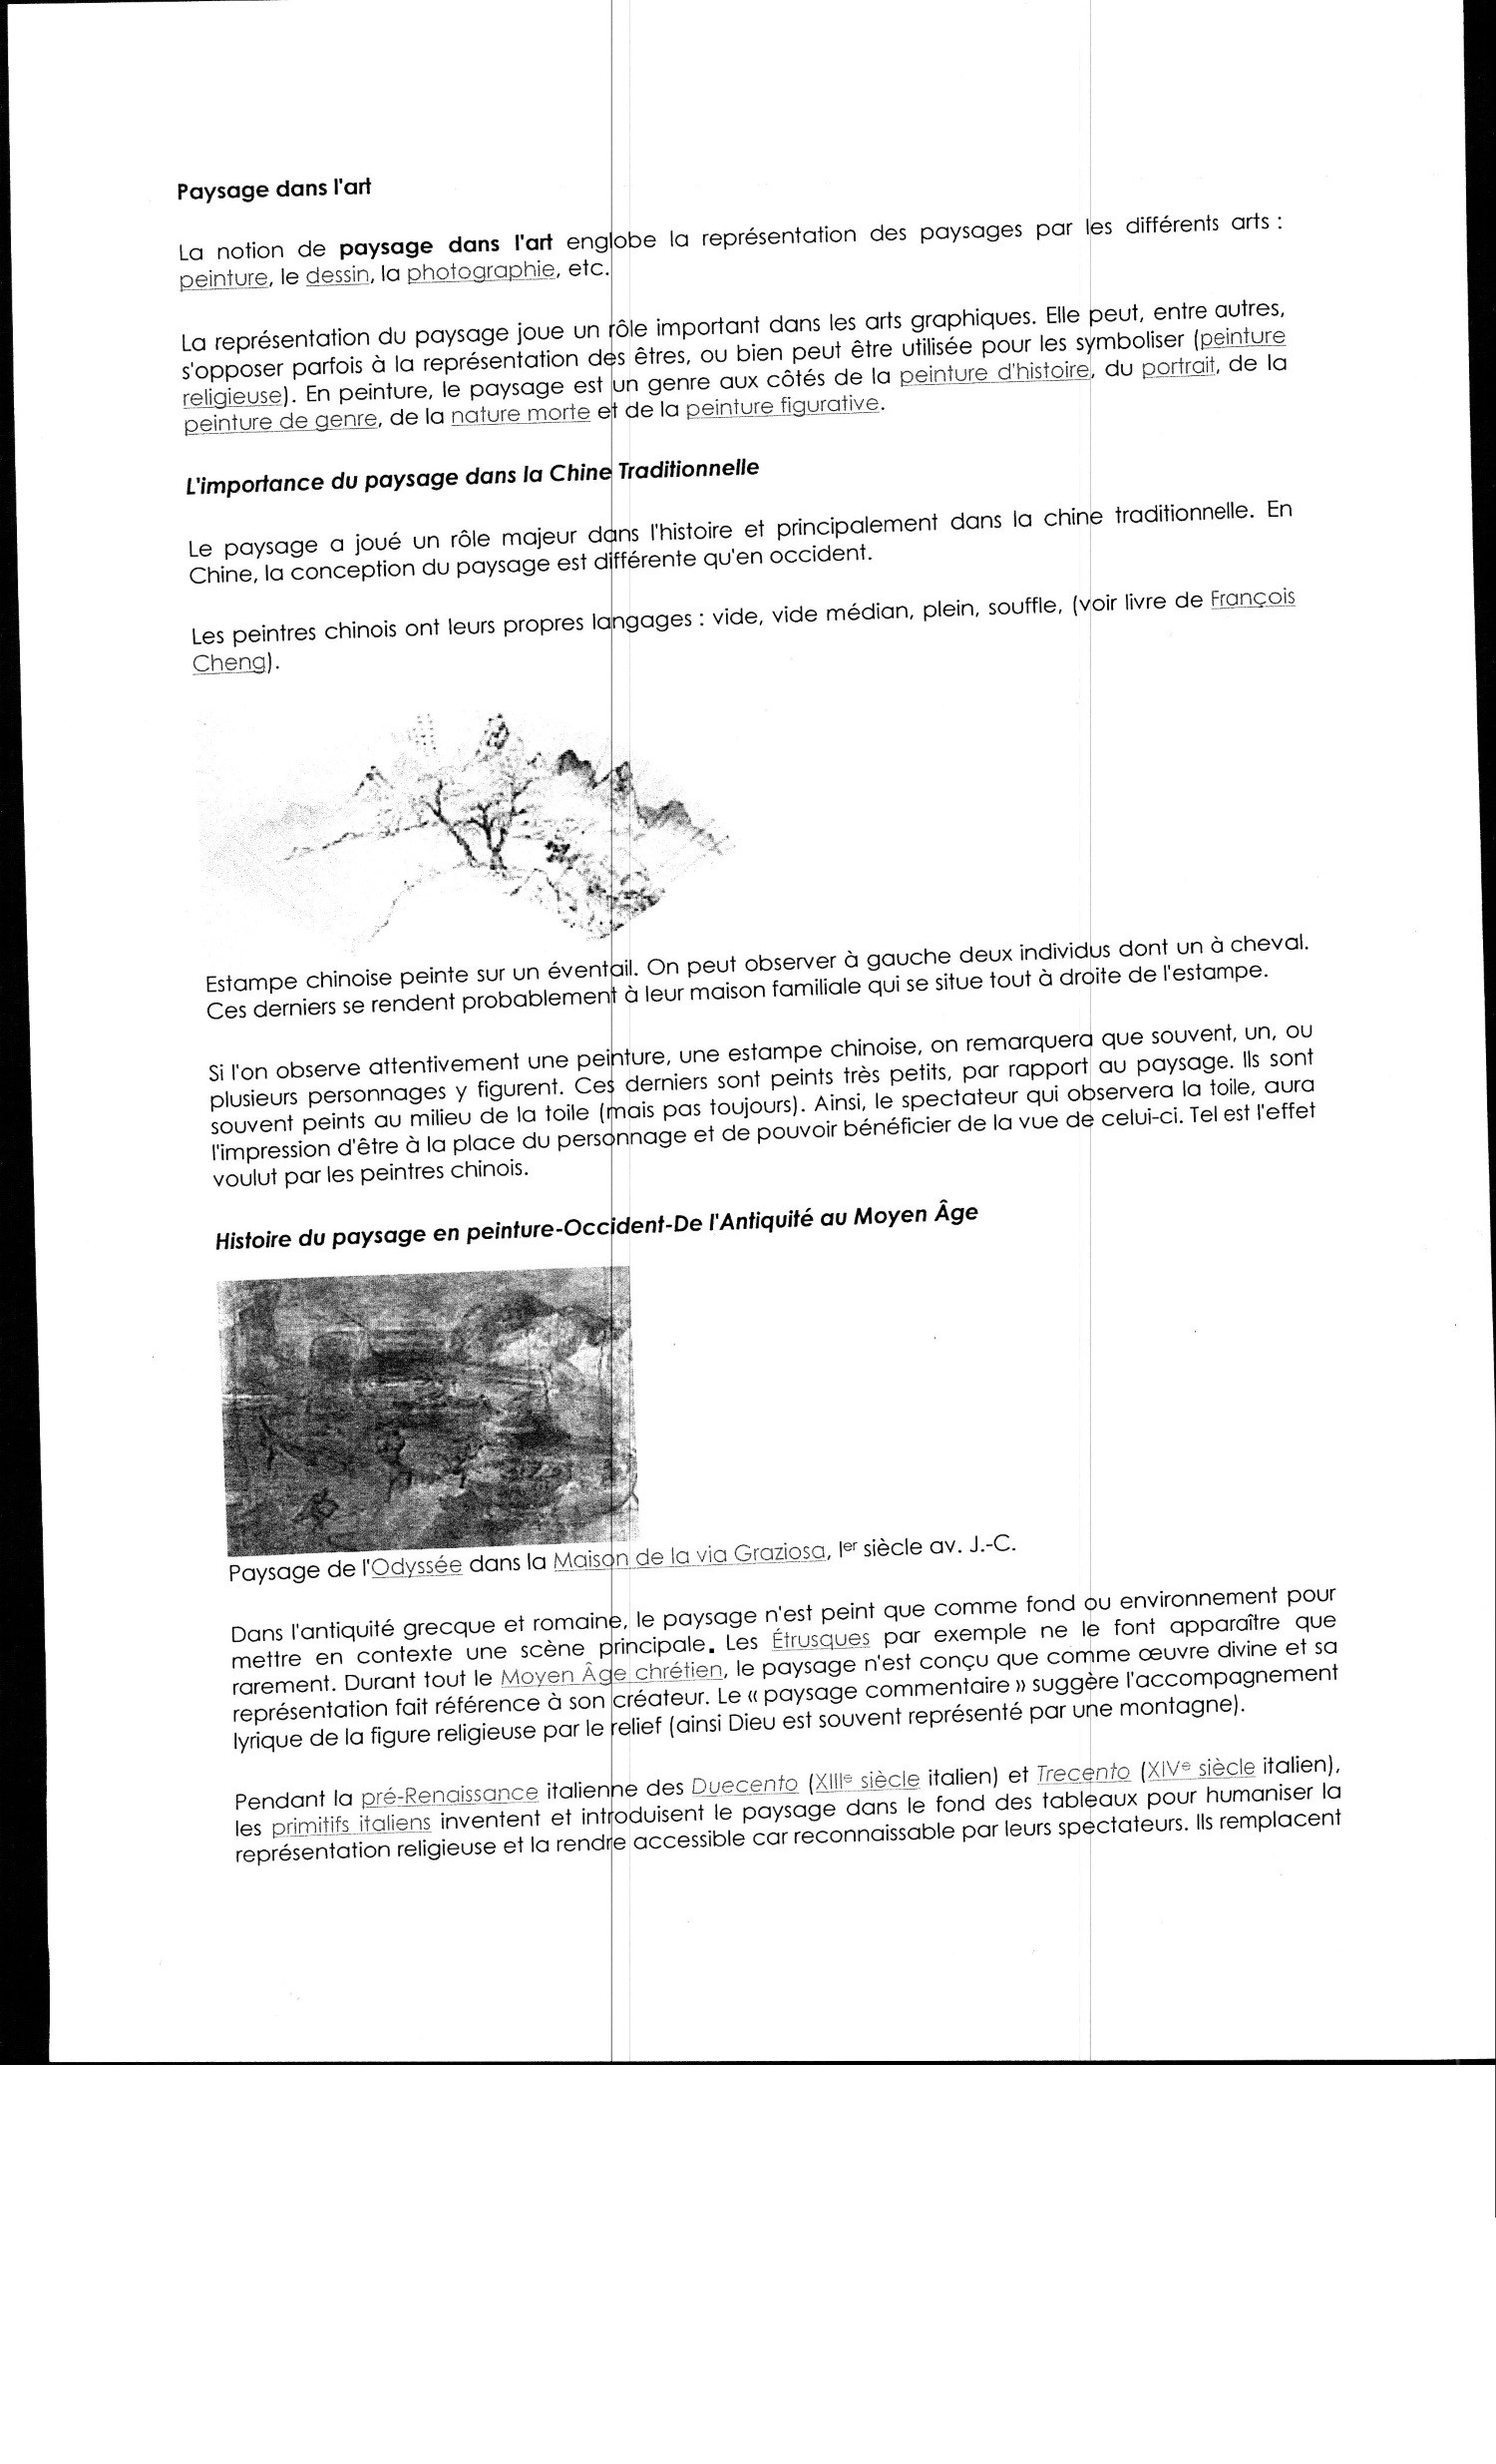 Paysage dans l'art
La notion de paysage dans l'art englobe la représentation des paysages par les différents arts :
peinture, le dessin, la photographie, etc.
La représentation du paysage joue un rôle important dans les arts graphiques. Elle peut, entre autres,
s'opposer parfois à la représentation des êtres, ou bien peut être utilisée pour les symboliser (peinture
religieuse). En peinture, le paysage est un genre aux côtés de la peinture d'histoire, du portrait, de la
peinture de genre, de la nature morte et de la peinture figurative.
L'importance du paysage dans la Chine Traditionnelle
Le paysage a joué un rôle majeur dans l'histoire et principalement dans la chine traditionnelle. En
Chine, la conception du paysage est différente qu'en occident.
Les peintres chinois ont leurs propres langages : vide, vide médian, plein, souffle, (voir livre de François
Cheng).
Estampe chinoise peinte sur un éventail. On peut observer à gauche deux individus dont un à cheval.
Ces derniers se rendent probablement à leur maison familiale qui se situe tout à droite de l'estampe.
Si l'on observe attentivement une peinture, une estampe chinoise, on remarquera que souvent, un, ou
plusieurs personnages y figurent. Ces derniers sont peints très petits, par rapport au paysage. Ils sont
souvent peints au milieu de la toile (mais pas toujours). Ainsi, le spectateur qui observera la toile, aura
l'impression d'être à la place du personnage et de pouvoir bénéficier de la vue de celui-ci. Tel est l'effet
voulut par les peintres chinois.
Histoire du paysage en peinture-Occident-De l'Antiquité au Moyen Âge
Paysage de l'Odyssée dans la Maison de la via Graziosa, Ier siècle av. J.-C.
Dans l'antiquité grecque et romaine, le paysage n'est peint que comme fond ou environnement pour
mettre en contexte une scène principale. Les Étrusques par exemple ne le font apparaître que
rarement. Durant tout le Moyen Âge chrétien, le paysage n'est conçu que comme œuvre divine et sa
représentation fait référence à son créateur. Le « paysage commentaire » suggère l'accompagnement
lyrique de la figure religieuse par le relief (ainsi Dieu est souvent représenté par une montagne).
Pendant la pré-Renaissance italienne des Duecento (XIIIe siècle italien) et Trecento (XIVe siècle italien),
les primitifs italiens inventent et introduisent le paysage dans le fond des tableaux pour humaniser la
représentation religieuse et la rendre accessible car reconnaissable par leurs spectateurs. Ils remplacent